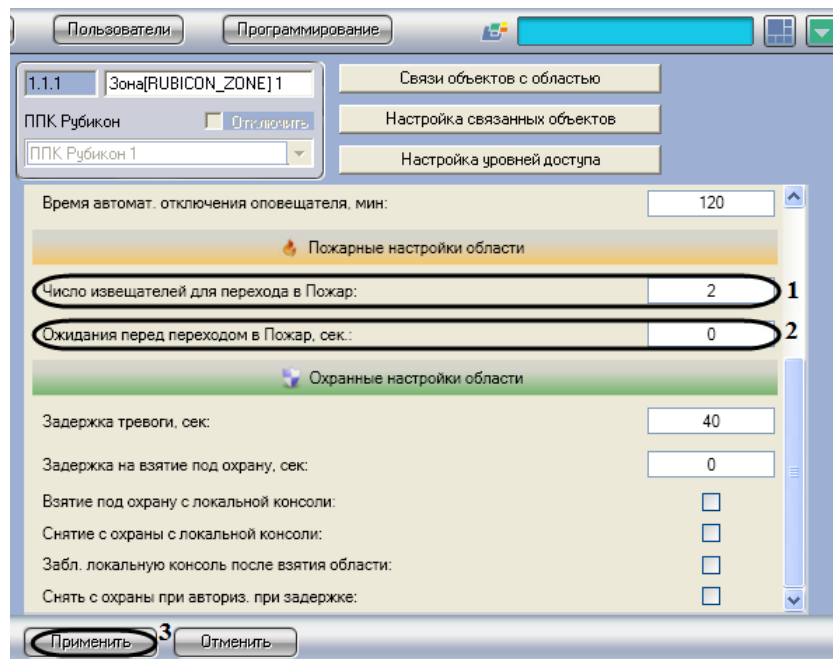 Пользователи Программирование
1.1.1 Зона[RUBICON_ZONE] 1
ППК Рубикон Отключить
ППК Рубикон 1
Связи объектов с областью
Настройка связанных объектов
Настройка уровней доступа
Время автомат. отключения оповещателя, мин: 120
Пожарные настройки области
Число извещателей для перехода в Пожар: 2 1
Ожидания перед переходом в Пожар, сек.: 0 2
Охранные настройки области
Задержка тревоги, сек: 40
Задержка на взятие под охрану, сек: 0
Взятие под охрану с локальной консоли:
Снятие с охраны с локальной консоли:
Забл. локальную консоль после взятия области:
Снять с охраны при авториз. при задержке:
Применить 3 Отменить